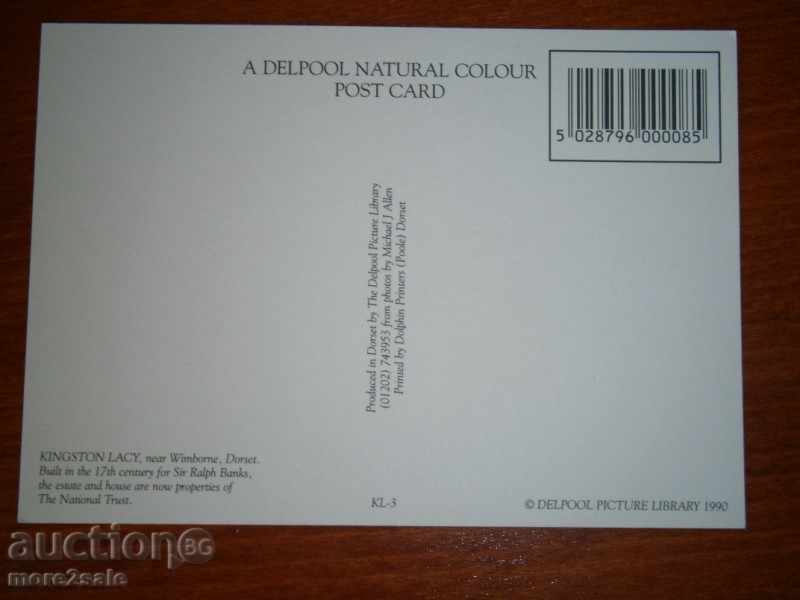 A DELPOOL NATURAL COLOUR
POST CARD
5 028796 000085
Produced in Dorset by The Delpool Picture Library
(01202) 743953 from photos by Michael J Allen
Printed by Dolphin Printers (Poole) Dorset
KINGSTON LACY, near Wimborne, Dorset.
Built in the 17th century for Sir Ralph Banks,
the estate and house are now properties of
The National Trust.
KL-3
© DELPOOL PICTURE LIBRARY 1990
auction BG
more2sale